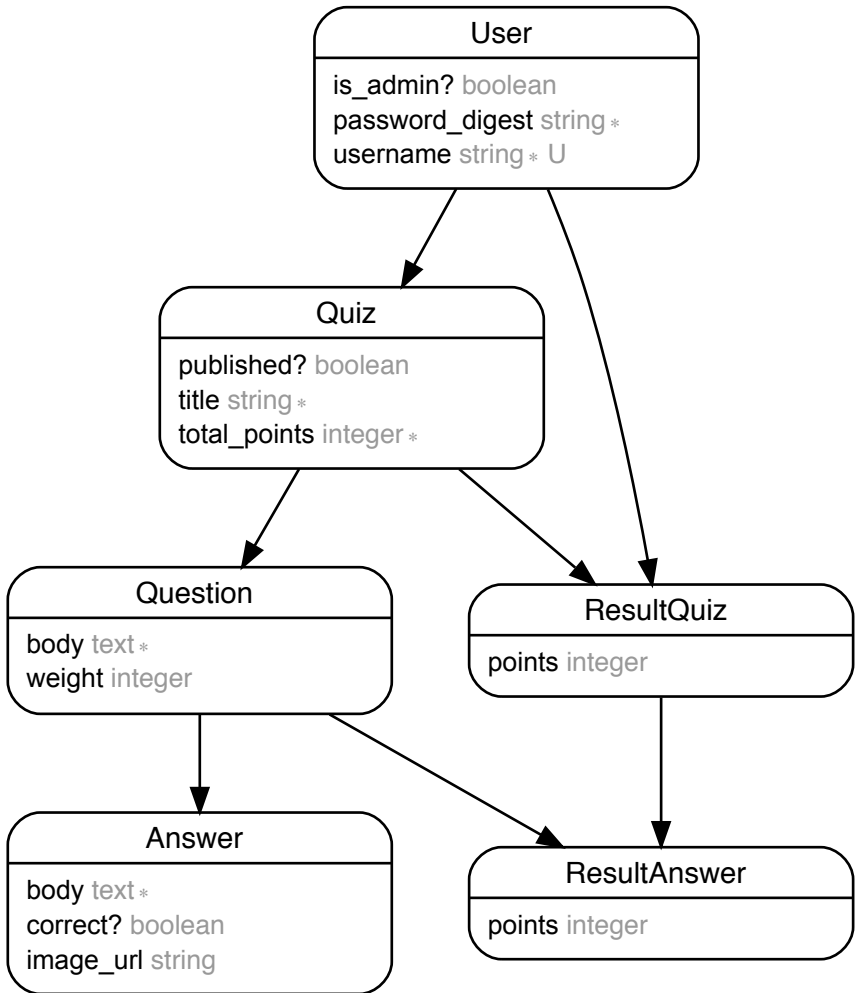 User
is_admin? boolean
password_digest string *
username string * U
Quiz
published? boolean
title string *
total_points integer *
Question
body text *
weight integer
ResultQuiz
points integer
Answer
body text *
correct? boolean
image_url string
ResultAnswer
points integer